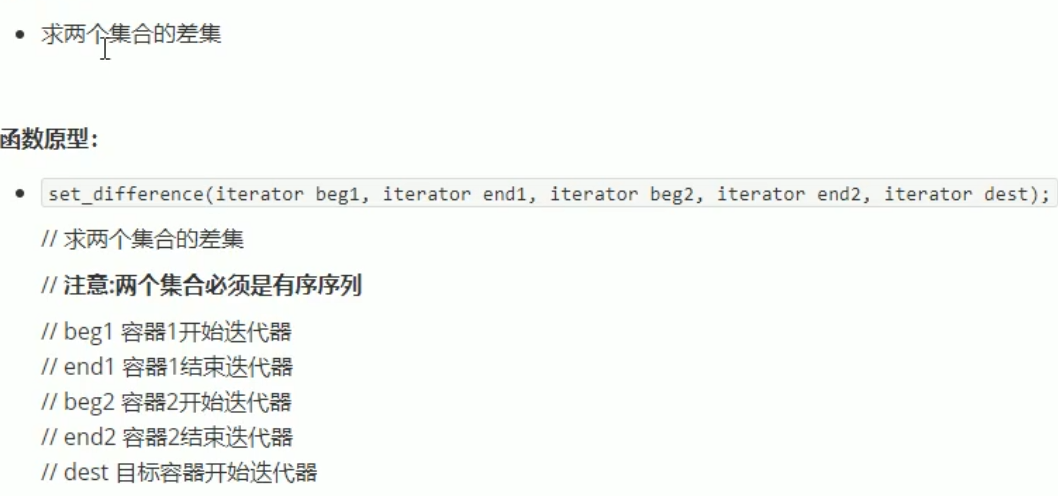 求两个集合的差集
函数原型：
set_difference(iterator beg1, iterator end1, iterator beg2, iterator end2, iterator dest);
// 求两个集合的差集
// 注意:两个集合必须是有序序列
// beg1 容器1开始迭代器
// end1 容器1结束迭代器
// beg2 容器2开始迭代器
// end2 容器2结束迭代器
// dest 目标容器开始迭代器